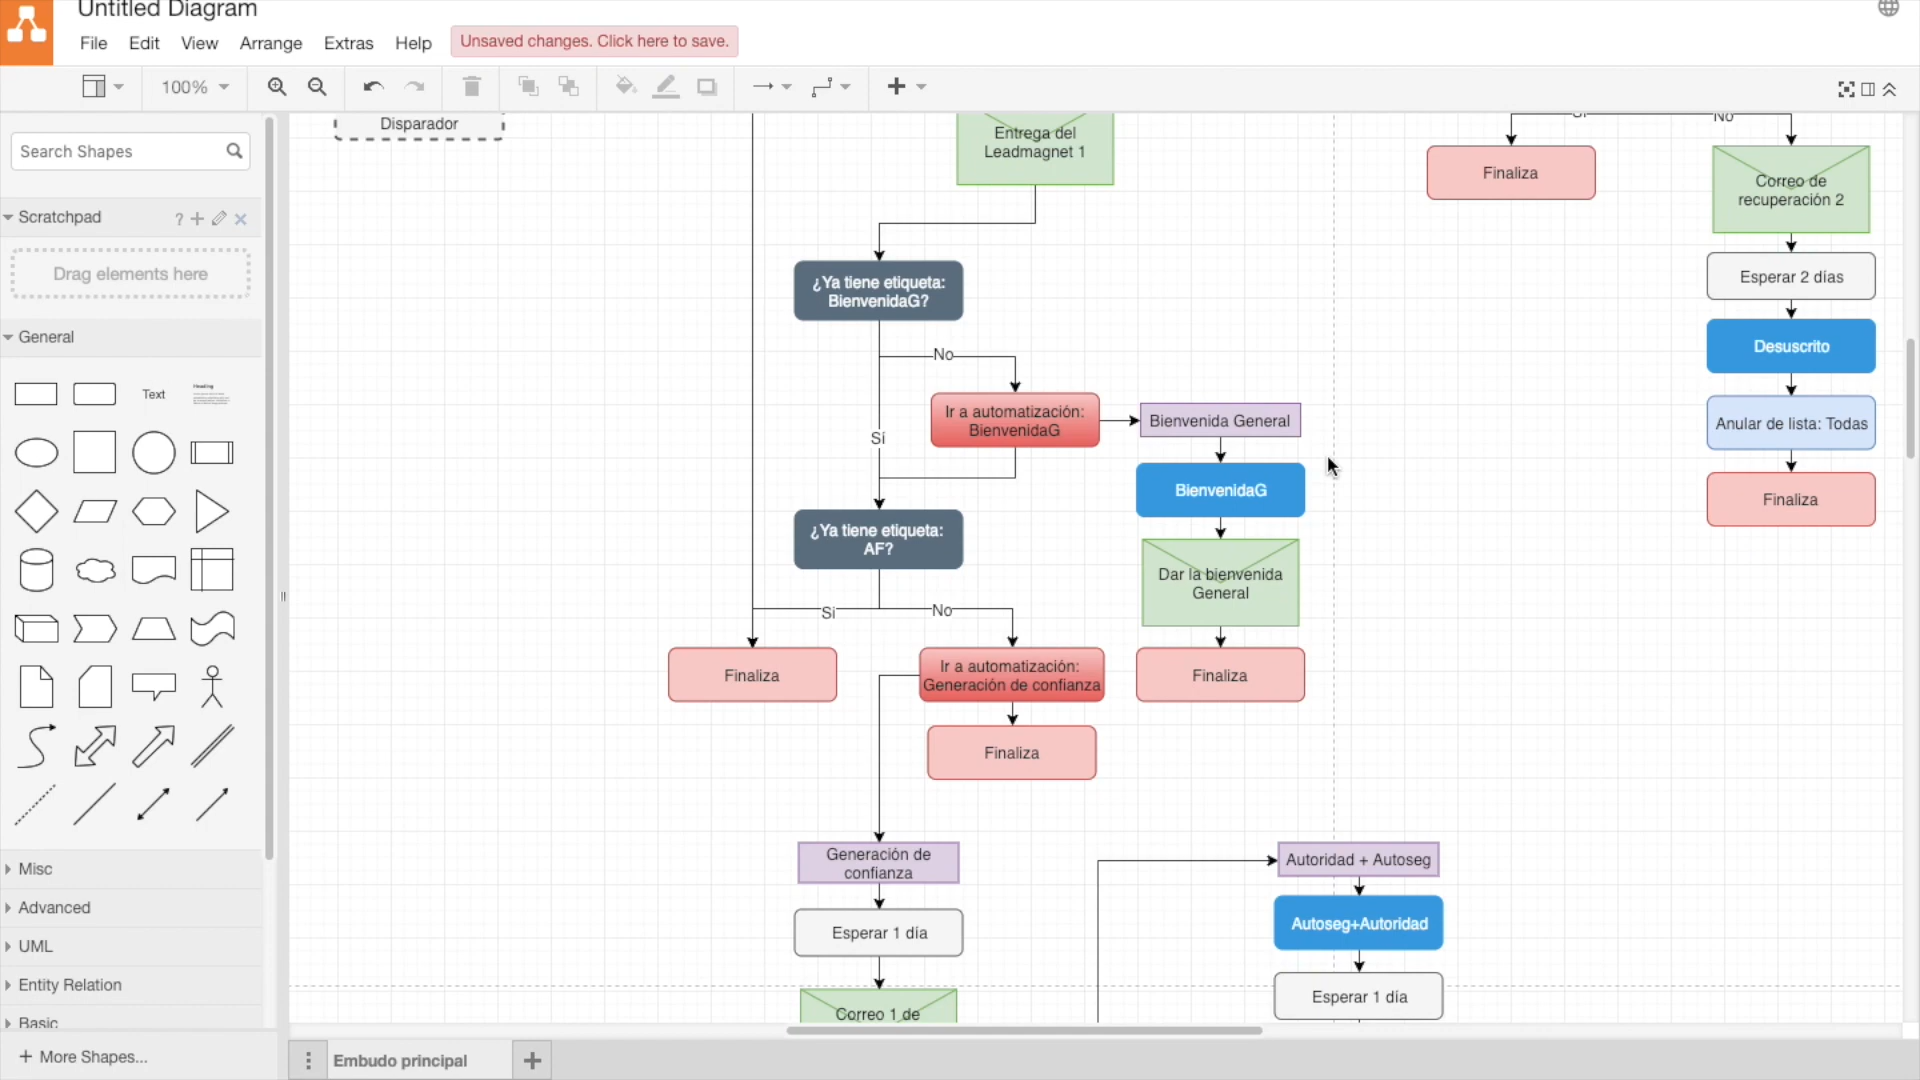 Untitled Diagram
File Edit View Arrange Extras Help
Unsaved changes. Click here to save.
100%
Search Shapes
Scratchpad
?
Drag elements here
General
Text
Heading
Misc
Advanced
UML
Entity Relation
Basic
+ More Shapes...
Disparador
Entrega del
Leadmagnet 1
¿Ya tiene etiqueta:
BienvenidaG?
No
Ir a automatización:
BienvenidaG
Sí
Bienvenida General
BienvenidaG
Dar la bienvenida
General
Finaliza
¿Ya tiene etiqueta:
AF?
Si
No
Finaliza
Ir a automatización:
Generación de confianza
Finaliza
Generación de
confianza
Esperar 1 día
Correo 1 de
Autoridad + Autoseg
Autoseg+Autoridad
Esperar 1 día
No
Finaliza
Correo de
recuperación 2
Esperar 2 días
Desuscrito
Anular de lista: Todas
Finaliza
Embudo principal